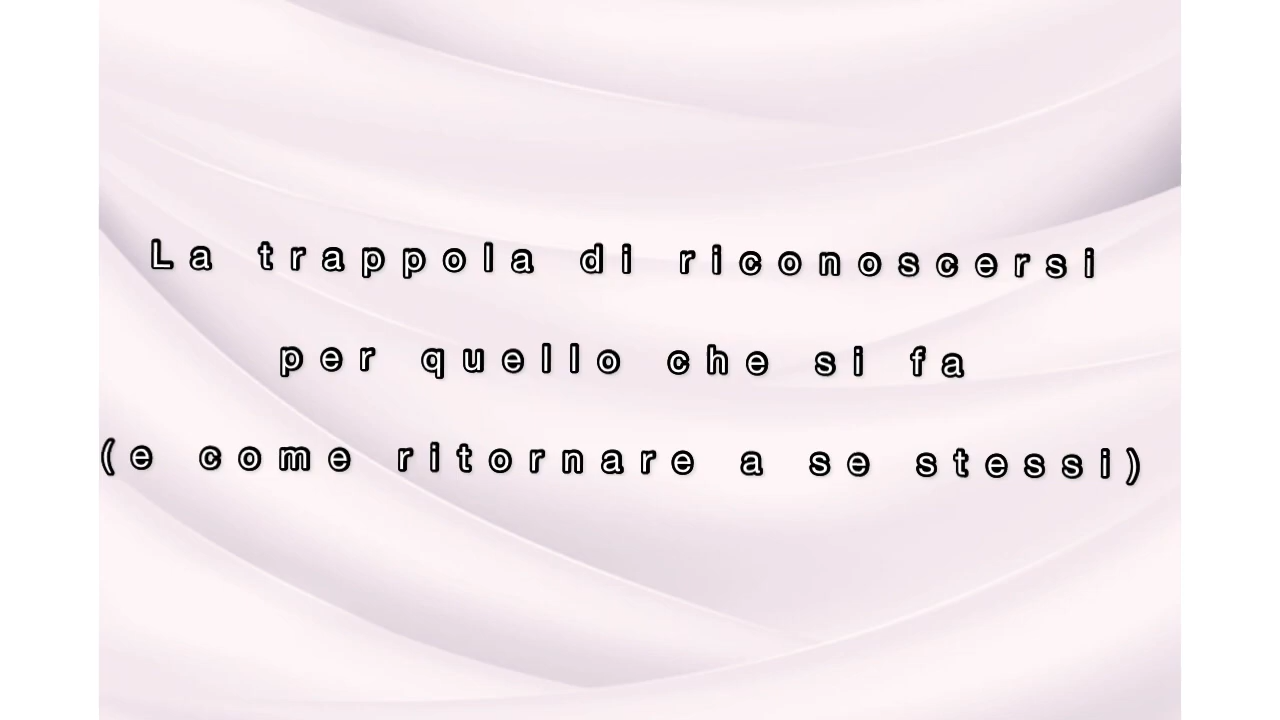 La trappola di riconoscersi
per quello che si fa
(e come ritornare a se stessi)